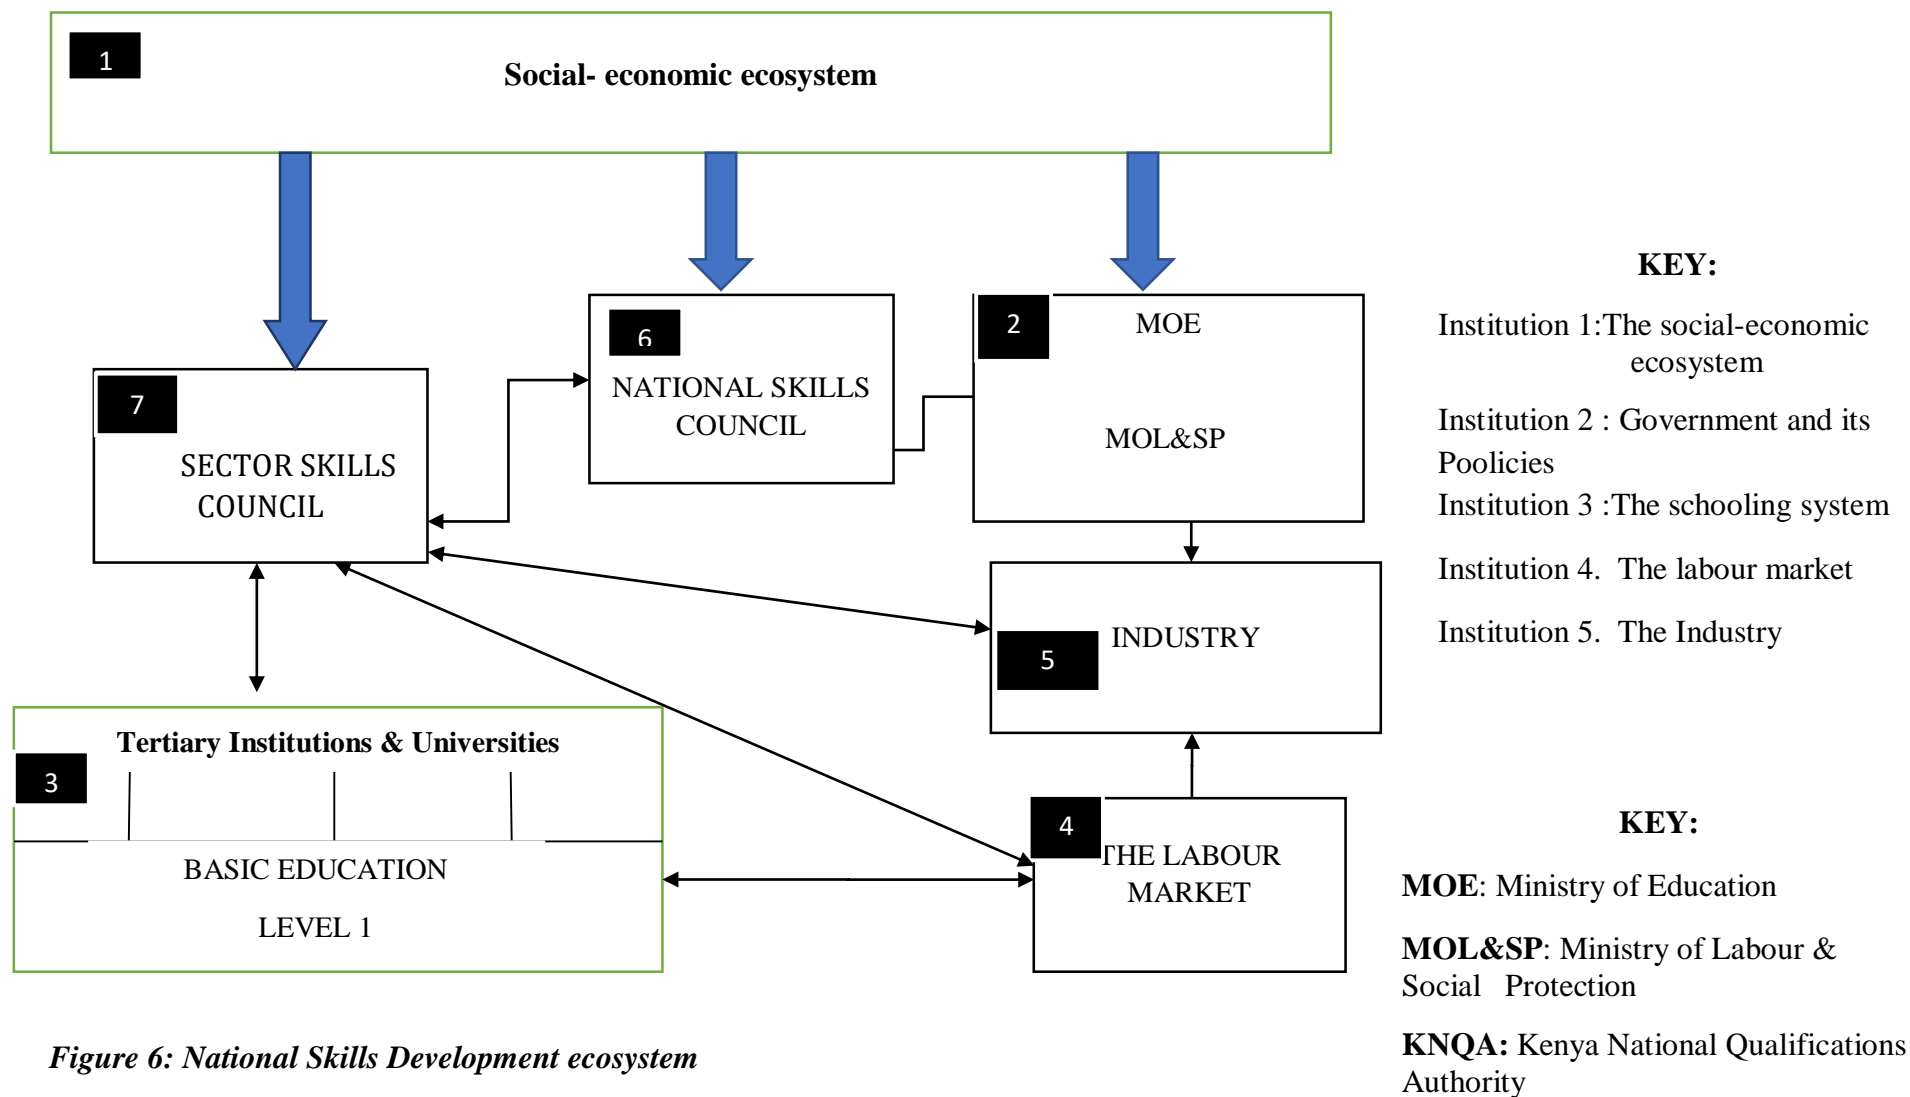 1
Social- economic ecosystem
6
NATIONAL SKILLS
COUNCIL
2
MOE
MOL&SP
7
SECTOR SKILLS
COUNCIL
INDUSTRY
5
Tertiary Institutions & Universities
3
BASIC EDUCATION
LEVEL 1
4
THE LABOUR
MARKET
KEY:
Institution 1:The social-economic
ecosystem
Institution 2 : Government and its
Poolicies
Institution 3 :The schooling system
Institution 4. The labour market
Institution 5. The Industry
KEY:
MOE: Ministry of Education
MOL&SP: Ministry of Labour &
Social Protection
KNQA: Kenya National Qualifications
Authority
Figure 6: National Skills Development ecosystem